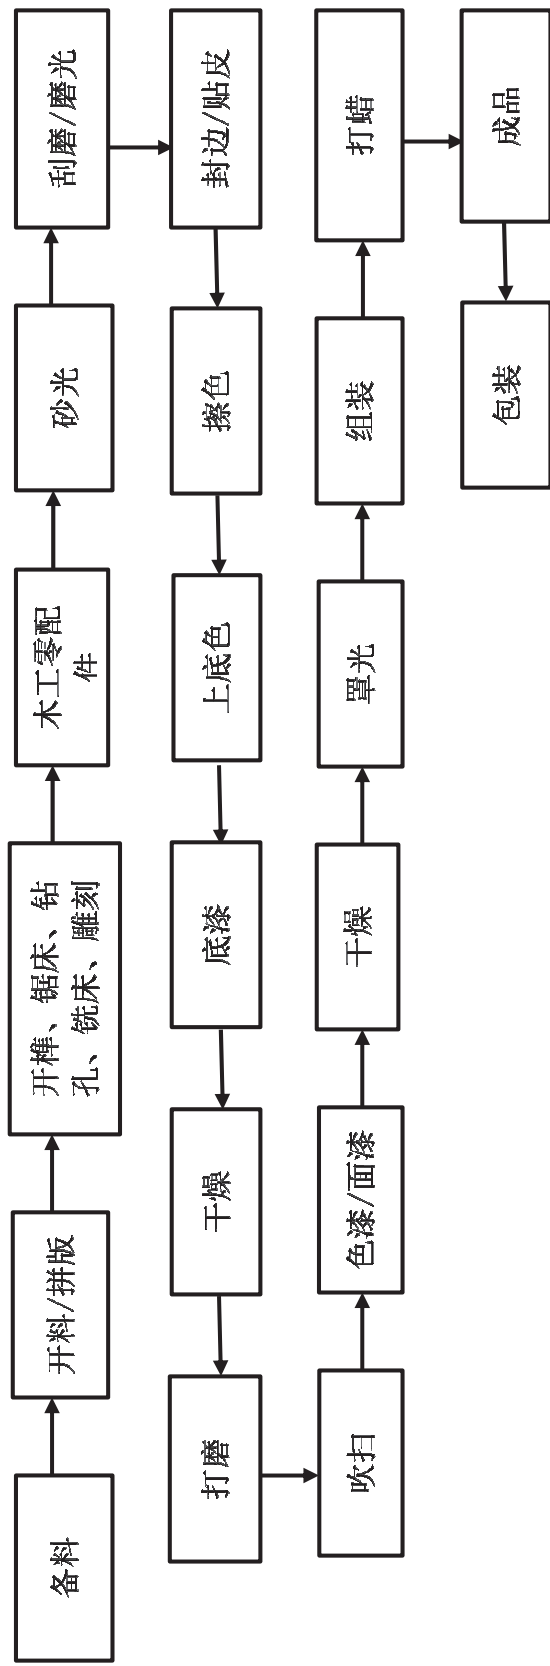 备料
开料/拼版
开榫、锯床、钻
孔、铣床、雕刻
木工零配
件
砂光
刮磨/磨光
封边/贴皮
擦色
上底色
底漆
干燥
打磨
吹扫
色漆/面漆
干燥
罩光
组装
打蜡
成品
包装